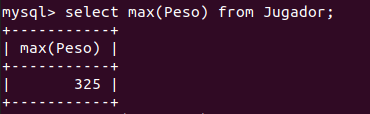 mysql> select max(Peso) from Jugador;
+-----------+
| max(Peso) |
+-----------+
|       325 |
+-----------+